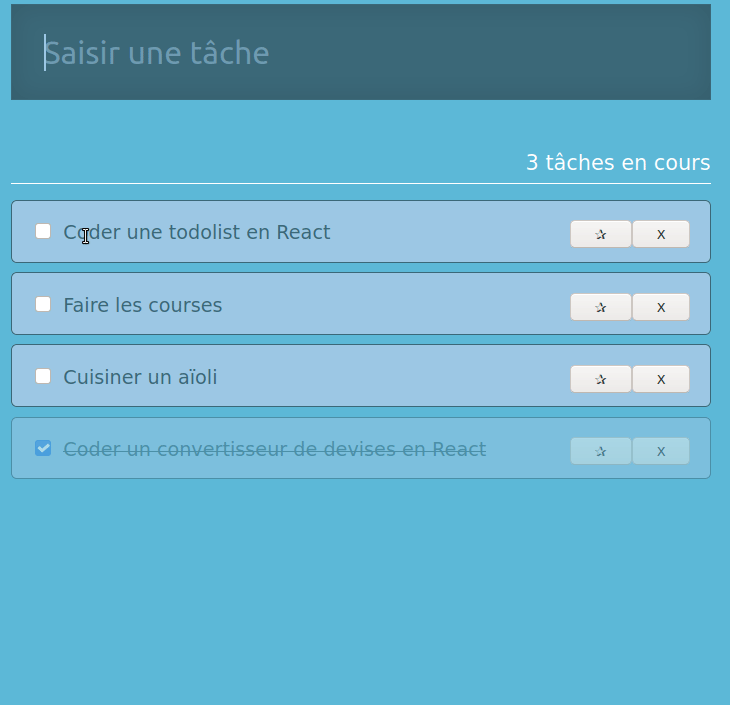 Saisir une tâche
3 tâches en cours
Coder une todolist en React ✰ X
Faire les courses ✰ X
Cuisiner un aïoli ✰ X
Coder un convertisseur de devises en React ✰ X